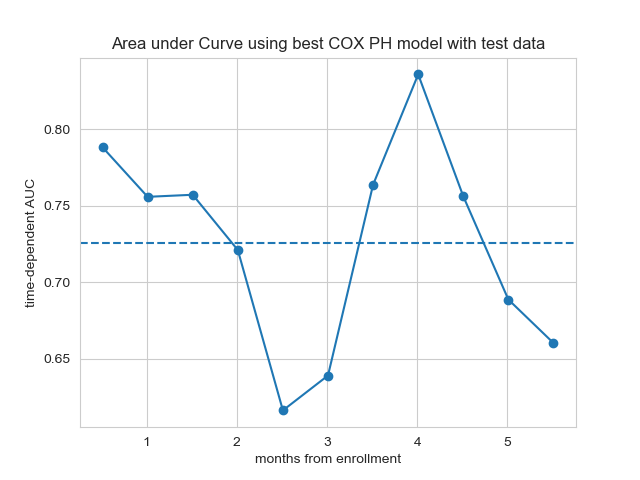 Area under Curve using best COX PH model with test data
time-dependent AUC
0.80
0.75
0.70
0.65
1 2 3 4 5
months from enrollment